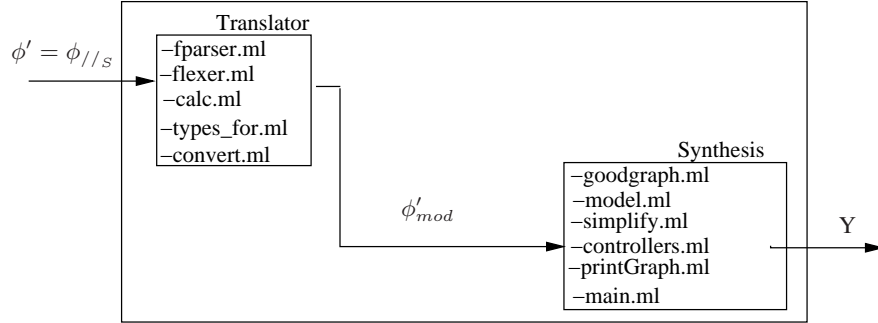 Translator
ϕ′ = ϕ//S
−fparser.ml
−flexer.ml
−calc.ml
−types_for.ml
−convert.ml
Synthesis
−goodgraph.ml
−model.ml
−simplify.ml
−controllers.ml
−printGraph.ml
−main.ml
ϕ′mod
Y